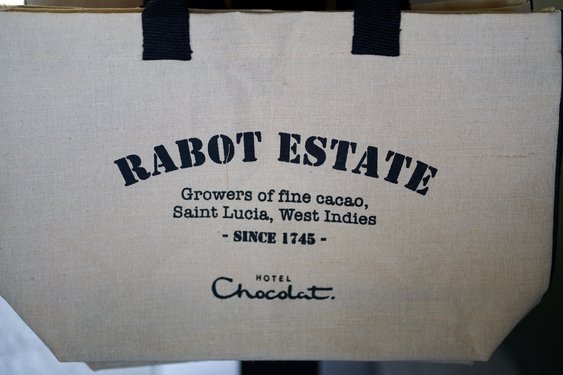 RABOT ESTATE
Growers of fine cacao,
Saint Lucia, West Indies
- SINCE 1745 -
HOTEL
Chocolat.